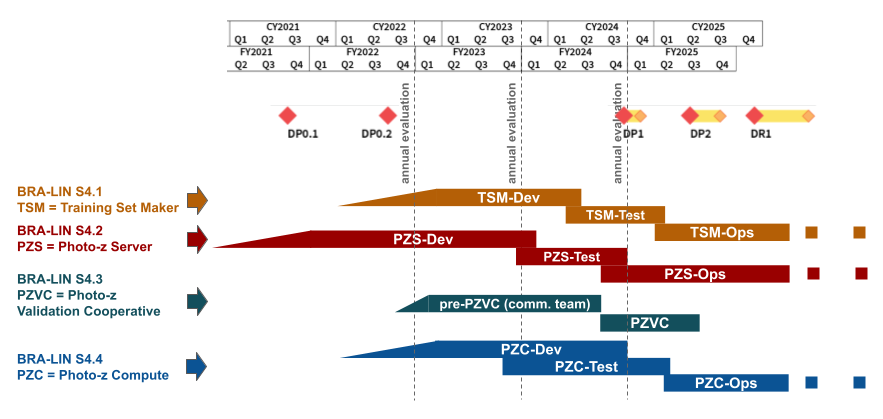 CY2021 CY2022 CY2023 CY2024 CY2025
Q1 Q2 Q3 Q4 Q1 Q2 Q3 Q4 Q1 Q2 Q3 Q4 Q1 Q2 Q3 Q4 Q1 Q2 Q3 Q4
FY2021 FY2022 FY2023 FY2024 FY2025
Q2 Q3 Q4 Q1 Q2 Q3 Q4 Q1 Q2 Q3 Q4 Q1 Q2 Q3 Q4 Q1 Q2 Q3 Q4
annual evaluation
annual evaluation
annual evaluation
DP0.1 DP0.2 DP1 DP2 DR1
BRA-LIN S4.1
TSM = Training Set Maker
TSM-Dev
TSM-Test
TSM-Ops
BRA-LIN S4.2
PZS = Photo-z Server
PZS-Dev
PZS-Test
PZS-Ops
BRA-LIN S4.3
PZVC = Photo-z
Validation Cooperative
pre-PZVC (comm. team)
PZVC
BRA-LIN S4.4
PZC = Photo-z Compute
PZC-Dev
PZC-Test
PZC-Ops